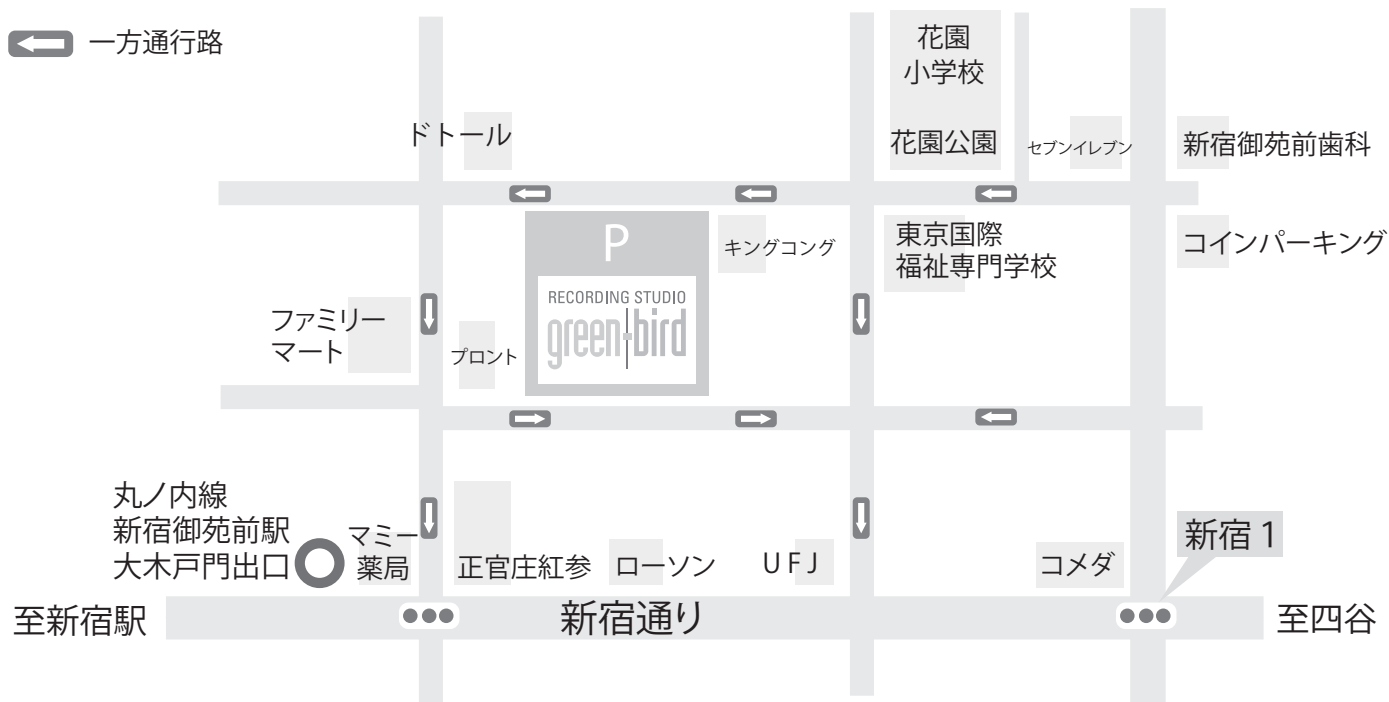 一方通行路
花園
小学校
ドトール
花園公園
セブンイレブン
新宿御苑前歯科
P
キングコング
東京国際
福祉専門学校
コインパーキング
RECORDING STUDIO
green bird
ファミリー
マート
プロント
丸ノ内線
新宿御苑前駅
大木戸門出口
マミー
薬局
正官庄紅参
ローソン
UFJ
コメダ
新宿1
至新宿駅
新宿通り
至四谷